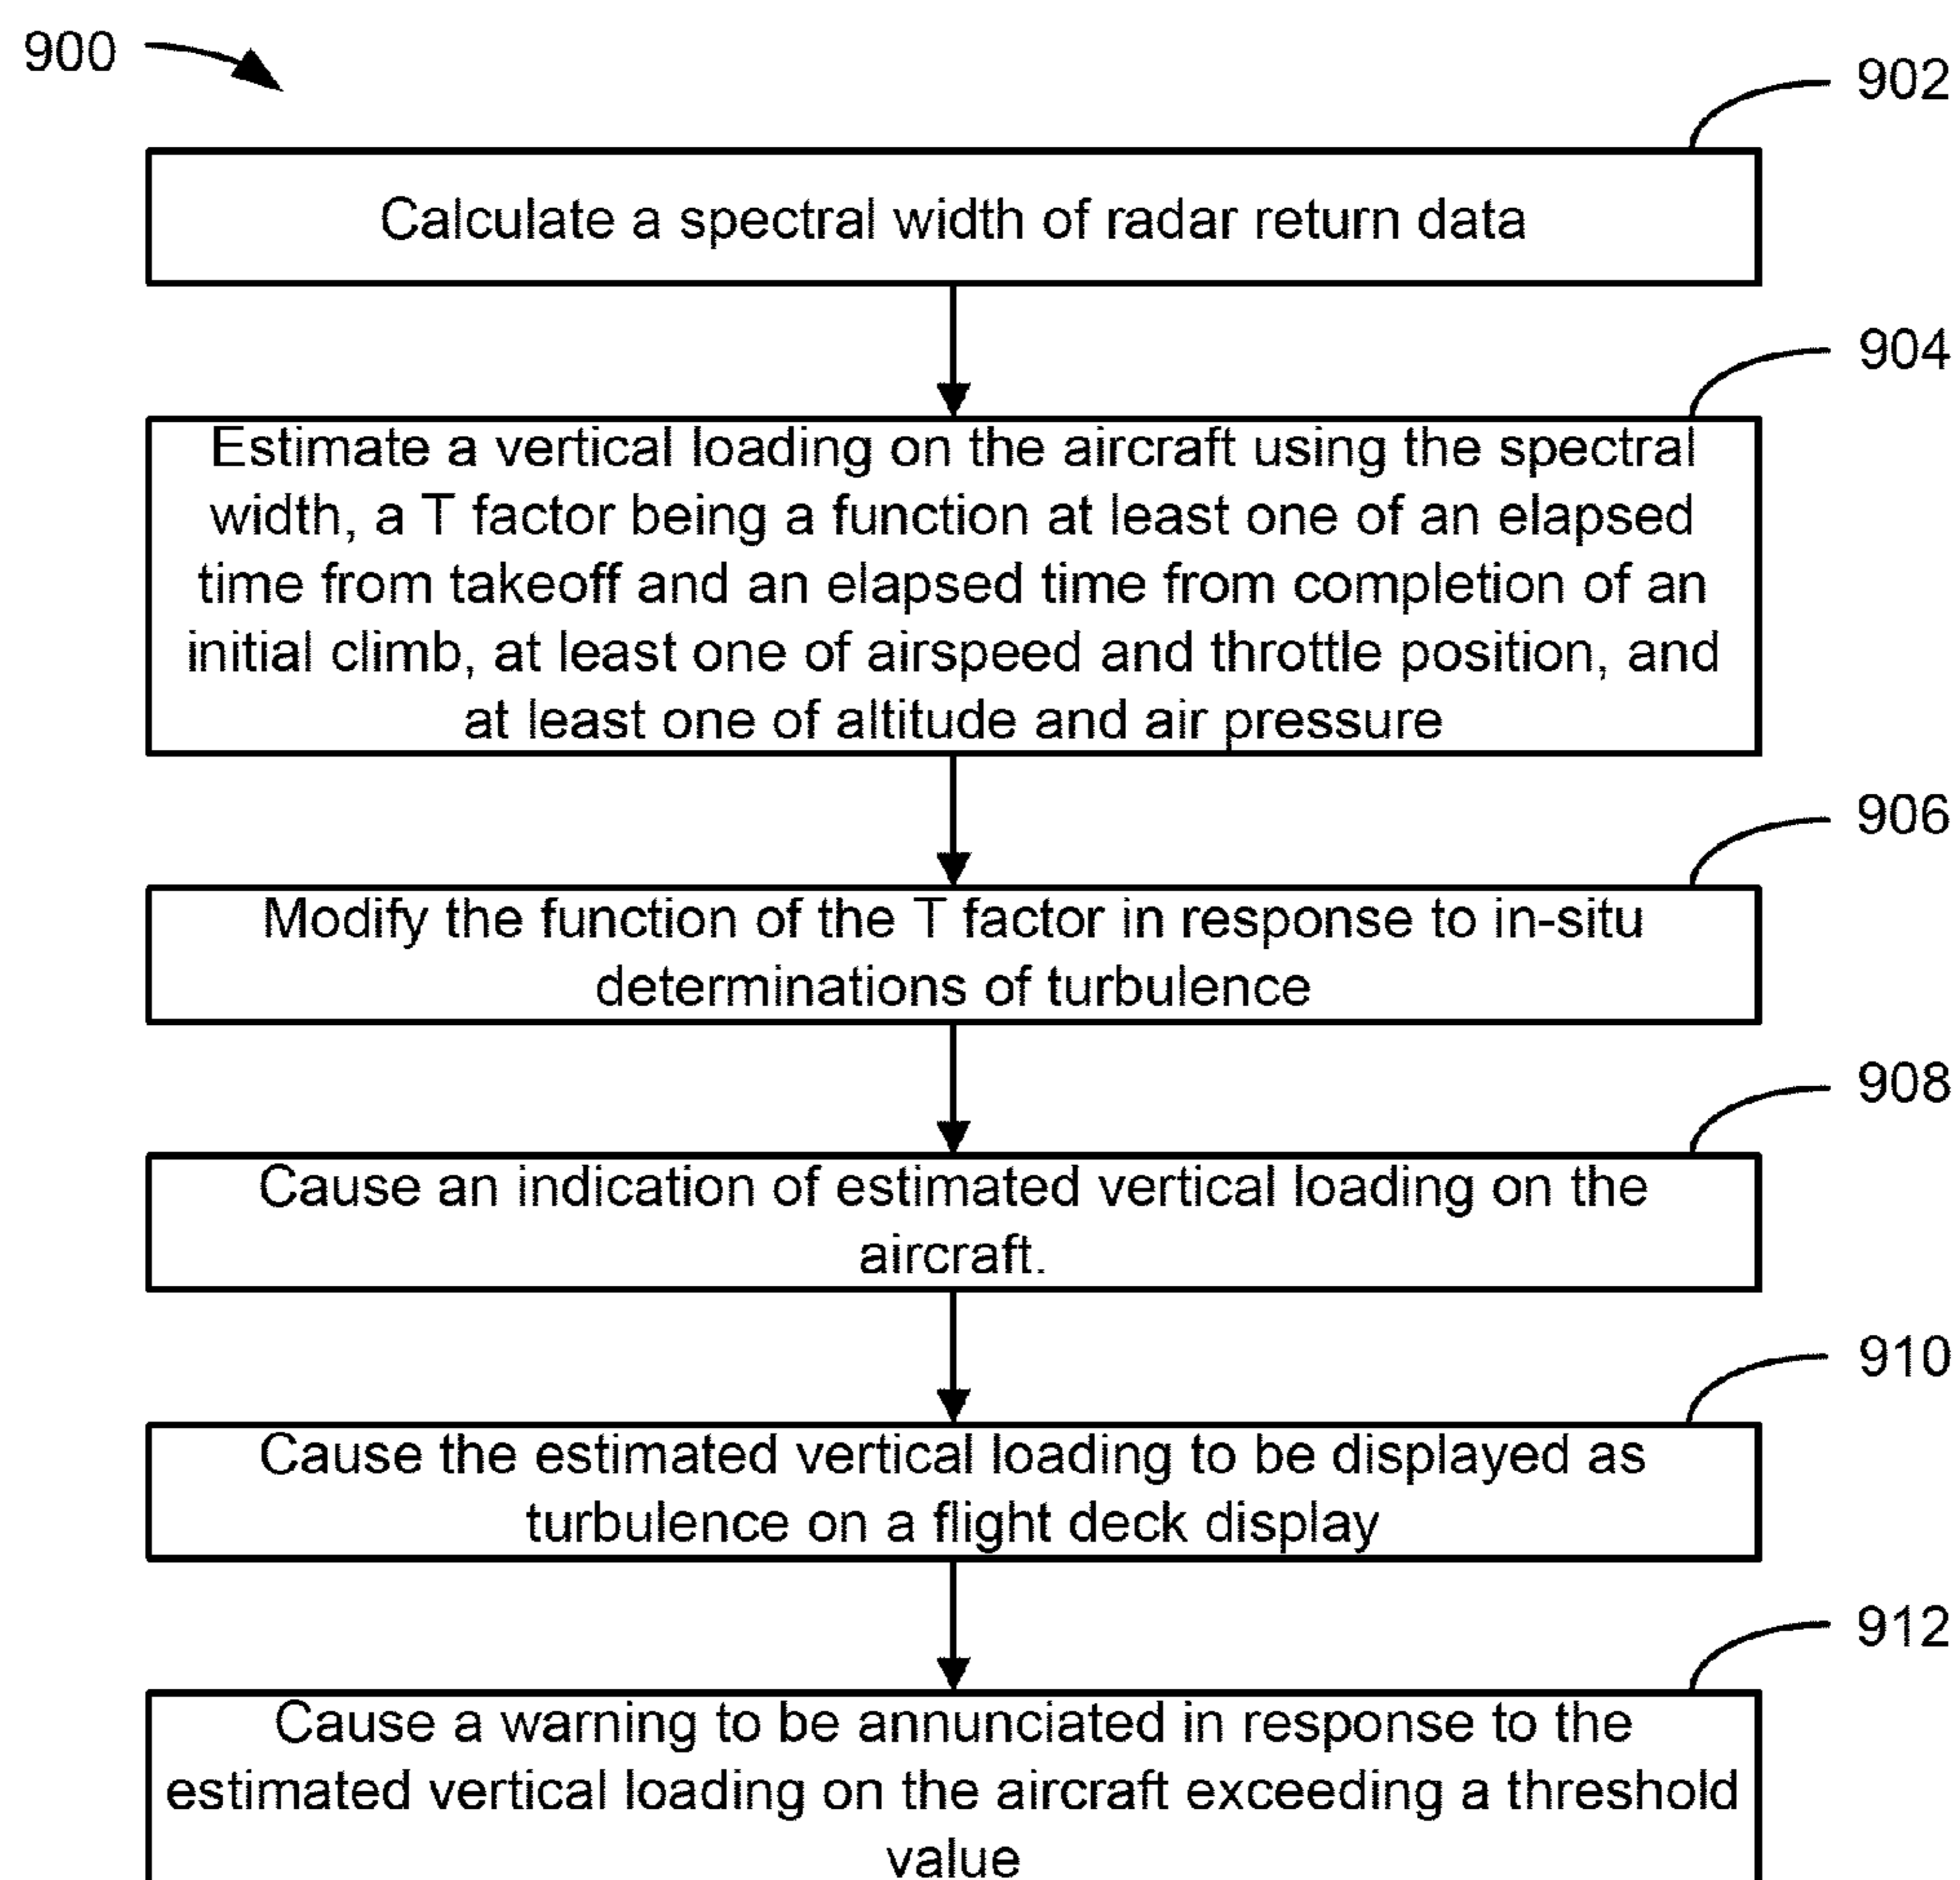 900
902
Calculate a spectral width of radar return data
904
Estimate a vertical loading on the aircraft using the spectral
width, a T factor being a function at least one of an elapsed
time from takeoff and an elapsed time from completion of an
initial climb, at least one of airspeed and throttle position, and
at least one of altitude and air pressure
906
Modify the function of the T factor in response to in-situ
determinations of turbulence
908
Cause an indication of estimated vertical loading on the
aircraft.
910
Cause the estimated vertical loading to be displayed as
turbulence on a flight deck display
912
Cause a warning to be annunciated in response to the
estimated vertical loading on the aircraft exceeding a threshold
value